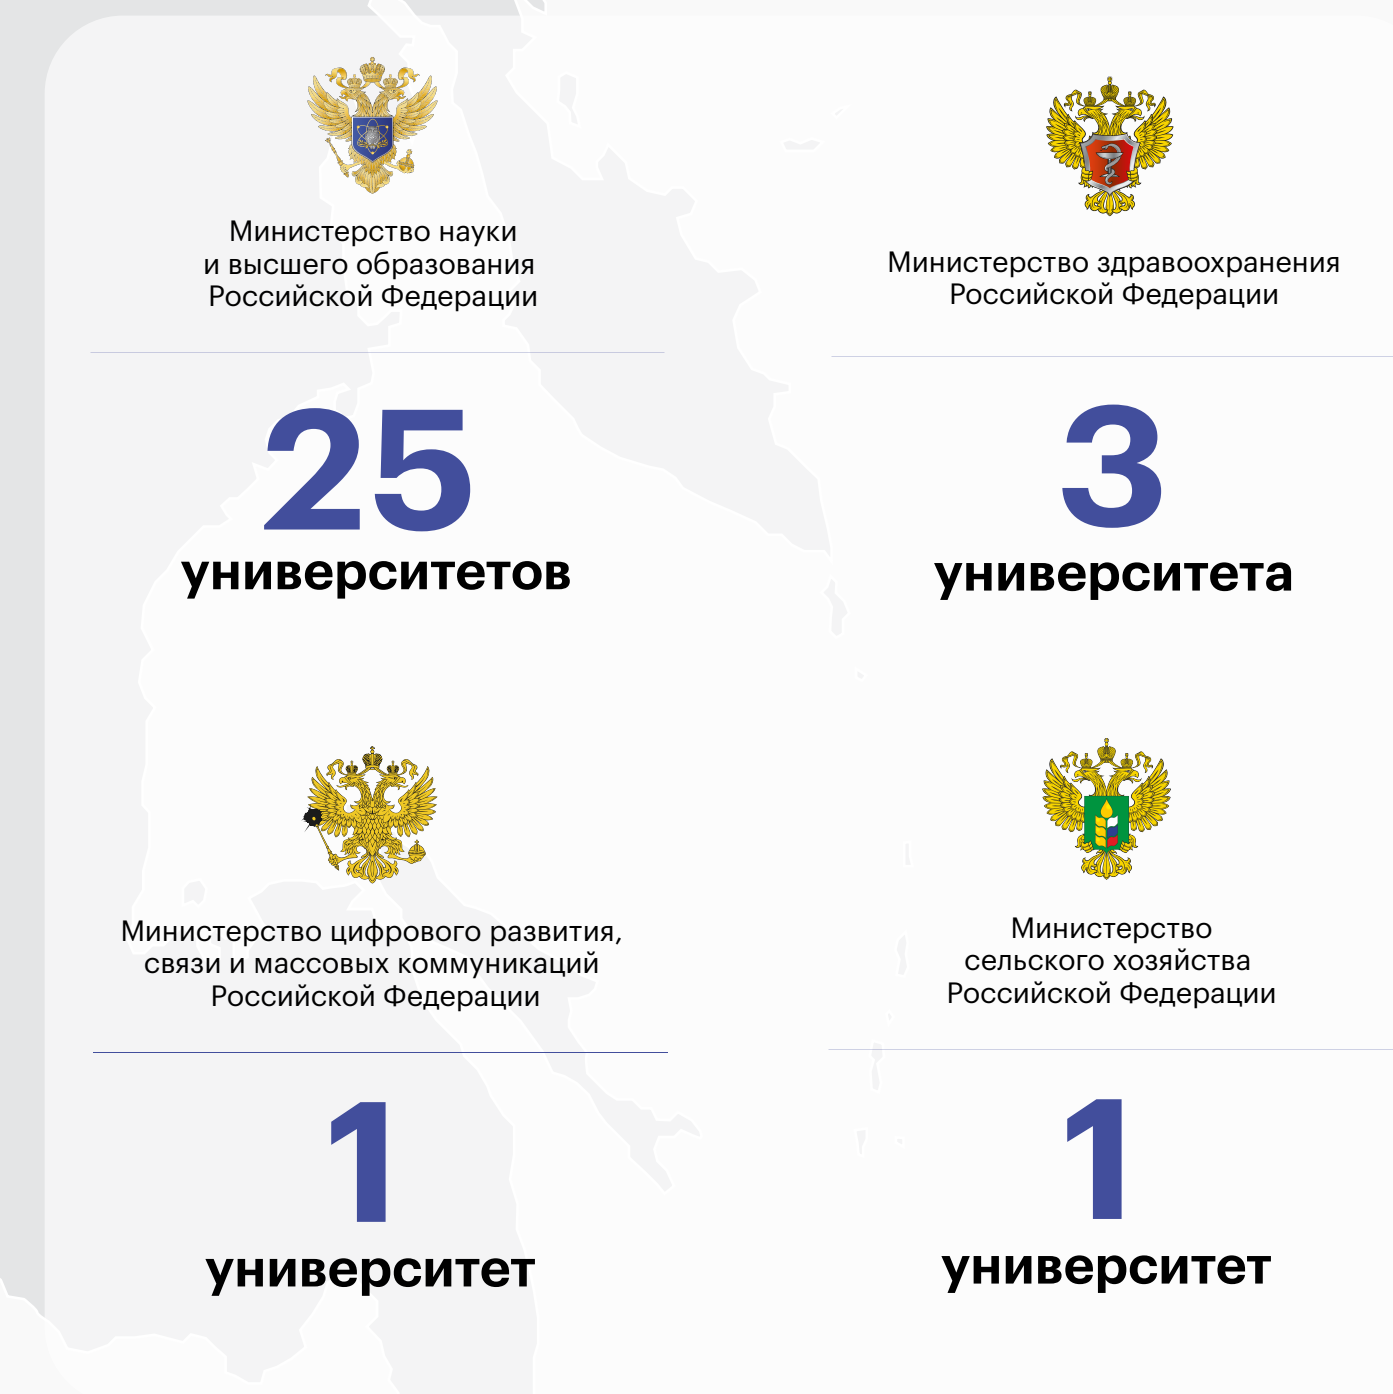 Министерство науки
и высшего образования
Российской Федерации
25
университетов
Министерство здравоохранения
Российской Федерации
3
университета
Министерство цифрового развития,
связи и массовых коммуникаций
Российской Федерации
1
университет
Министерство
сельского хозяйства
Российской Федерации
1
университет